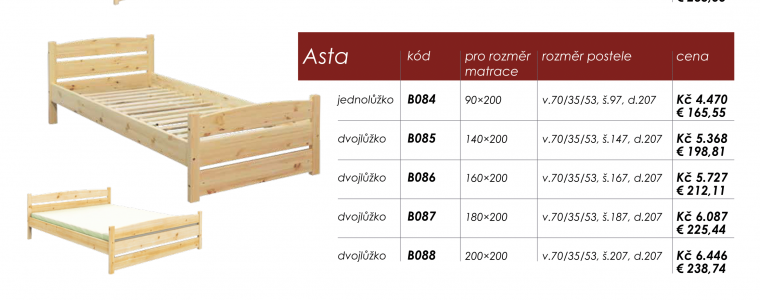 Asta kód pro rozměr matrace rozměr postele cena
jednolůžko B084 90×200 v.70/35/53, š.97, d.207 Kč 4.470
€ 165,55
dvojlůžko B085 140×200 v.70/35/53, š.147, d.207 Kč 5.368
€ 198,81
dvojlůžko B086 160×200 v.70/35/53, š.167, d.207 Kč 5.727
€ 212,11
dvojlůžko B087 180×200 v.70/35/53, š.187, d.207 Kč 6.087
€ 225,44
dvojlůžko B088 200×200 v.70/35/53, š.207, d.207 Kč 6.446
€ 238,74